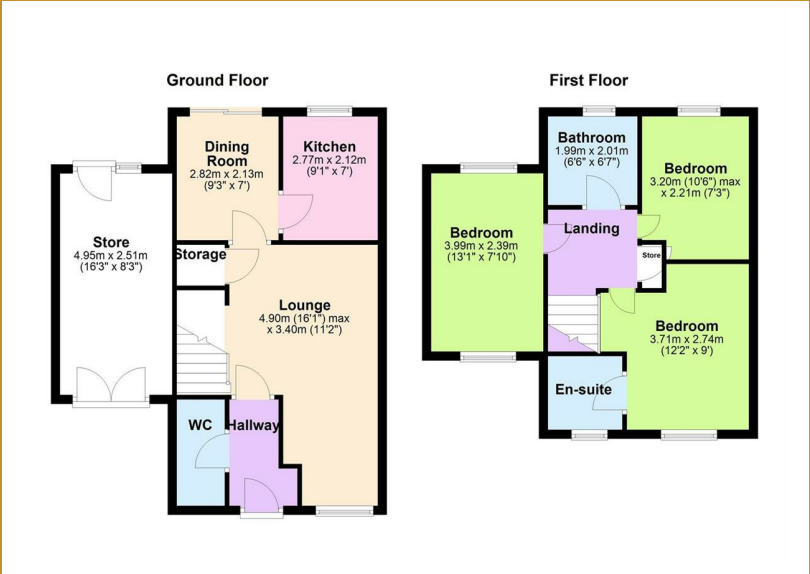 Ground Floor
First Floor
Dining
Room
2.82m x 2.13m
(9'3" x 7')
Kitchen
2.77m x 2.12m
(9'1" x 7')
Store
4.95m x 2.51m
(16'3" x 8'3")
Storage
Lounge
4.90m (16'1") max
x 3.40m (11'2")
WC
Hallway
Bathroom
1.99m x 2.01m
(6'6" x 6'7")
Bedroom
3.20m (10'6") max
x 2.21m (7'3")
Bedroom
3.99m x 2.39m
(13'1" x 7'10")
Landing
Store
Bedroom
3.71m x 2.74m
(12'2" x 9')
En-suite